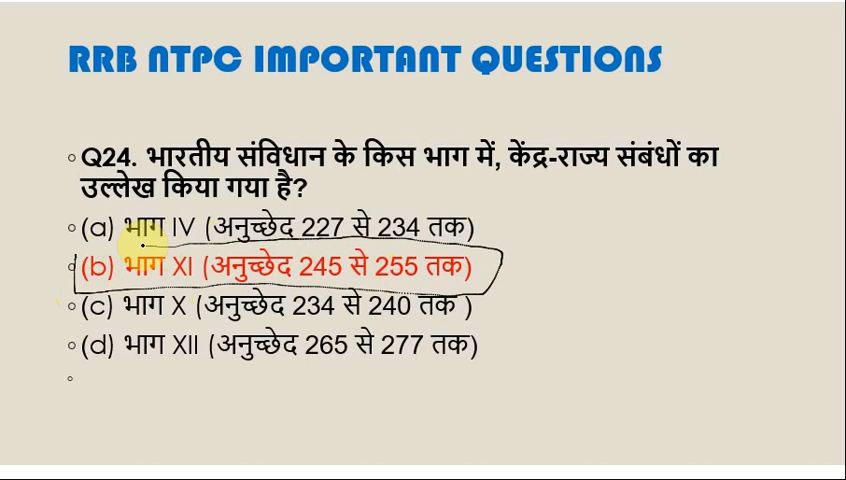 RRB NTPC IMPORTANT QUESTIONS
Q24. भारतीय संविधान के किस भाग में, केंद्र-राज्य संबंधों का
उल्लेख किया गया है?
(a) भाग IV (अनुच्छेद 227 से 234 तक)
(b) भाग XI (अनुच्छेद 245 से 255 तक)
(c) भाग X (अनुच्छेद 234 से 240 तक )
(d) भाग XII (अनुच्छेद 265 से 277 तक)